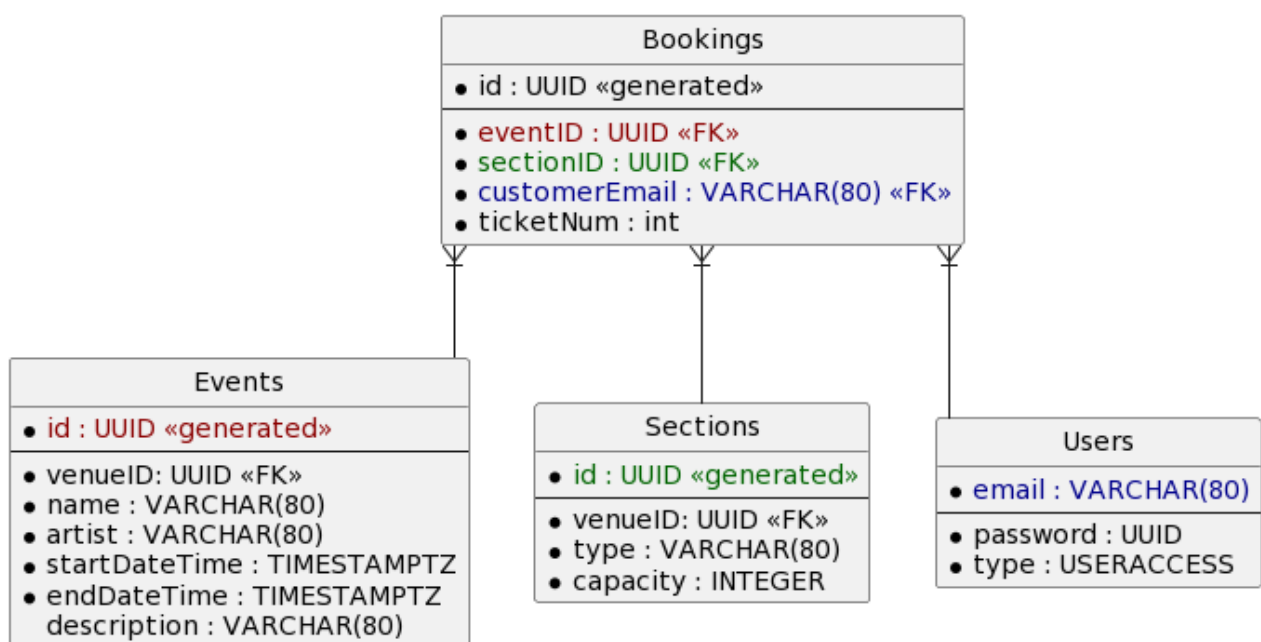 Bookings
id : UUID «generated»
eventID : UUID «FK»
sectionID : UUID «FK»
customerEmail : VARCHAR(80) «FK»
ticketNum : int
Events
id : UUID «generated»
venueID: UUID «FK»
name : VARCHAR(80)
artist : VARCHAR(80)
startDateTime : TIMESTAMPTZ
endDateTime : TIMESTAMPTZ
description : VARCHAR(80)
Sections
id : UUID «generated»
venueID: UUID «FK»
type : VARCHAR(80)
capacity : INTEGER
Users
email : VARCHAR(80)
password : UUID
type : USERACCESS